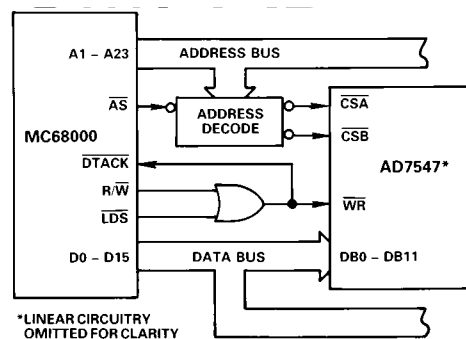 A1 – A23
ADDRESS BUS
AS
ADDRESS
DECODE
CSA
CSB
MC68000
AD7547*
DTACK
R/W
LDS
WR
D0 – D15
DATA BUS
DB0 – DB11
*LINEAR CIRCUITRY
OMITTED FOR CLARITY